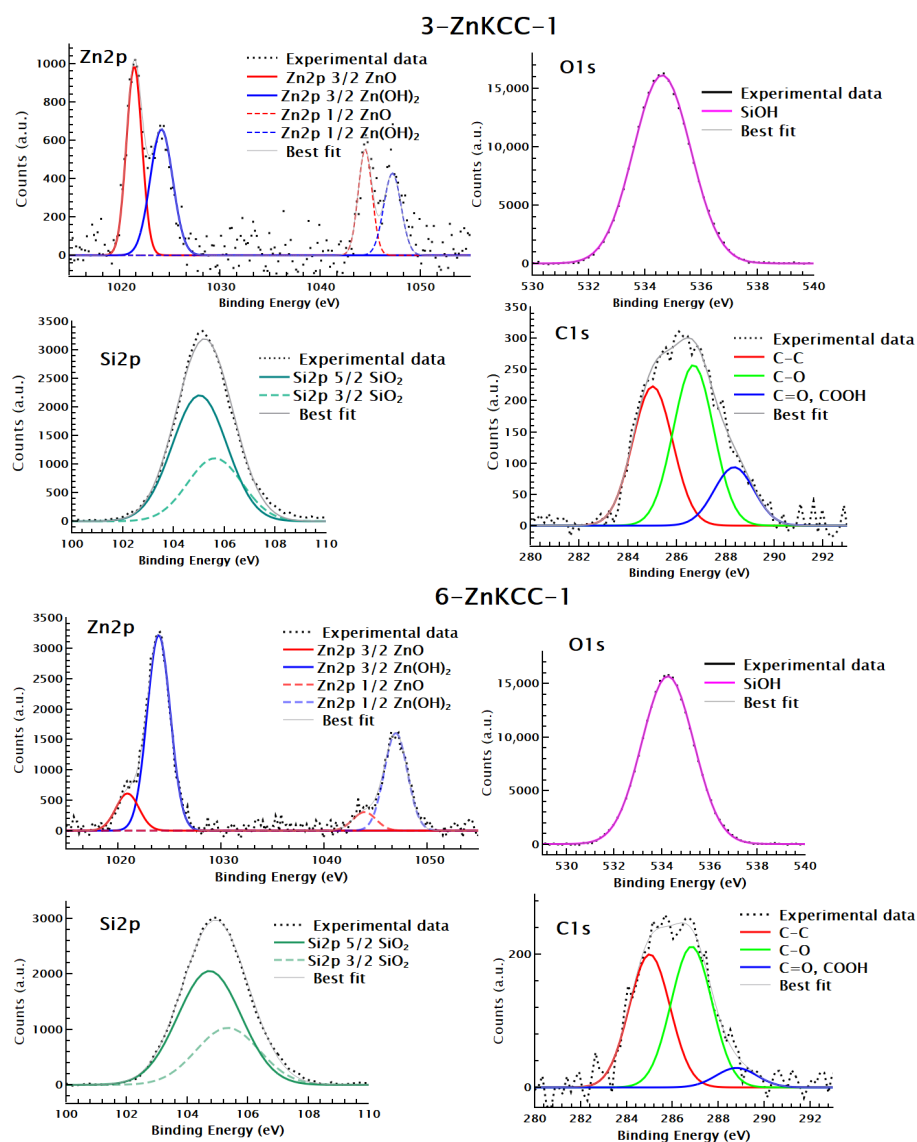 3-ZnKCC-1
Zn2p
Counts (a.u.)
1000
800
600
400
200
0
1020
1030
1040
1050
Binding Energy (eV)
Experimental data
Zn2p 3/2 ZnO
Zn2p 3/2 Zn(OH)₂
Zn2p 1/2 ZnO
Zn2p 1/2 Zn(OH)₂
Best fit
O1s
Counts (a.u.)
15,000
10,000
5000
0
530
532
534
536
538
540
Binding Energy (eV)
Experimental data
SiOH
Best fit
Si2p
Counts (a.u.)
3500
3000
2500
2000
1500
1000
500
0
100
102
104
106
108
110
Binding Energy (eV)
Experimental data
Si2p 5/2 SiO₂
Si2p 3/2 SiO₂
Best fit
C1s
Counts (a.u.)
350
300
250
200
150
100
50
0
280
282
284
286
288
290
292
Binding Energy (eV)
Experimental data
C-C
C-O
C=O, COOH
Best fit
6-ZnKCC-1
Zn2p
Counts (a.u.)
3500
3000
2500
2000
1500
1000
500
0
1020
1030
1040
1050
Binding Energy (eV)
Experimental data
Zn2p 3/2 ZnO
Zn2p 3/2 Zn(OH)₂
Zn2p 1/2 ZnO
Zn2p 1/2 Zn(OH)₂
Best fit
O1s
Counts (a.u.)
15,000
10,000
5000
0
530
532
534
536
538
540
Binding Energy (eV)
Experimental data
SiOH
Best fit
Si2p
Counts (a.u.)
3000
2000
1000
0
100
102
104
106
108
110
Binding Energy (eV)
Experimental data
Si2p 5/2 SiO₂
Si2p 3/2 SiO₂
Best fit
C1s
Counts (a.u.)
200
0
280
282
284
286
288
290
292
Binding Energy (eV)
Experimental data
C-C
C-O
C=O, COOH
Best fit